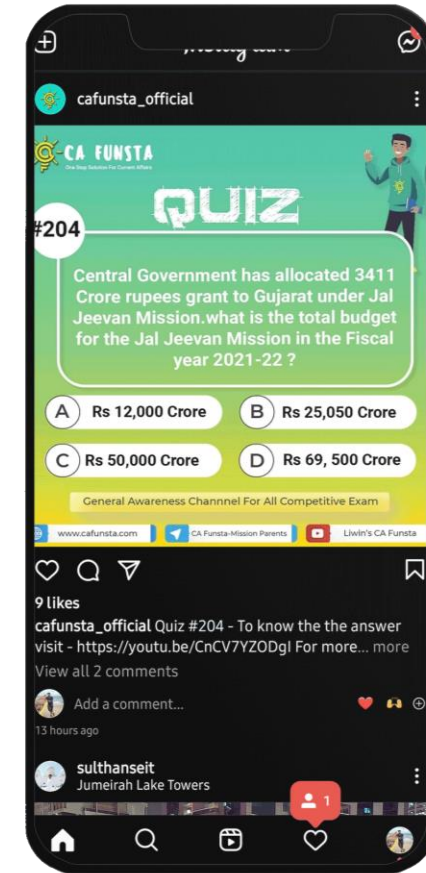 cafunsta_official
CA FUNSTA
One Stop Solution For Current Affairs
QUIZ
#204
Central Government has allocated 3411
Crore rupees grant to Gujarat under Jal
Jeevan Mission.what is the total budget
for the Jal Jeevan Mission in the Fiscal
year 2021-22 ?
A Rs 12,000 Crore
B Rs 25,050 Crore
C Rs 50,000 Crore
D Rs 69, 500 Crore
General Awareness Channnel For All Competitive Exam
www.cafunsta.com
CA Funsta-Mission Parents
Liwin's CA Funsta
9 likes
cafunsta_official Quiz #204 - To know the the answer
visit - https://youtu.be/CnCV7YZODgI For more... more
View all 2 comments
Add a comment...
13 hours ago
sulthanseit
Jumeirah Lake Towers
1